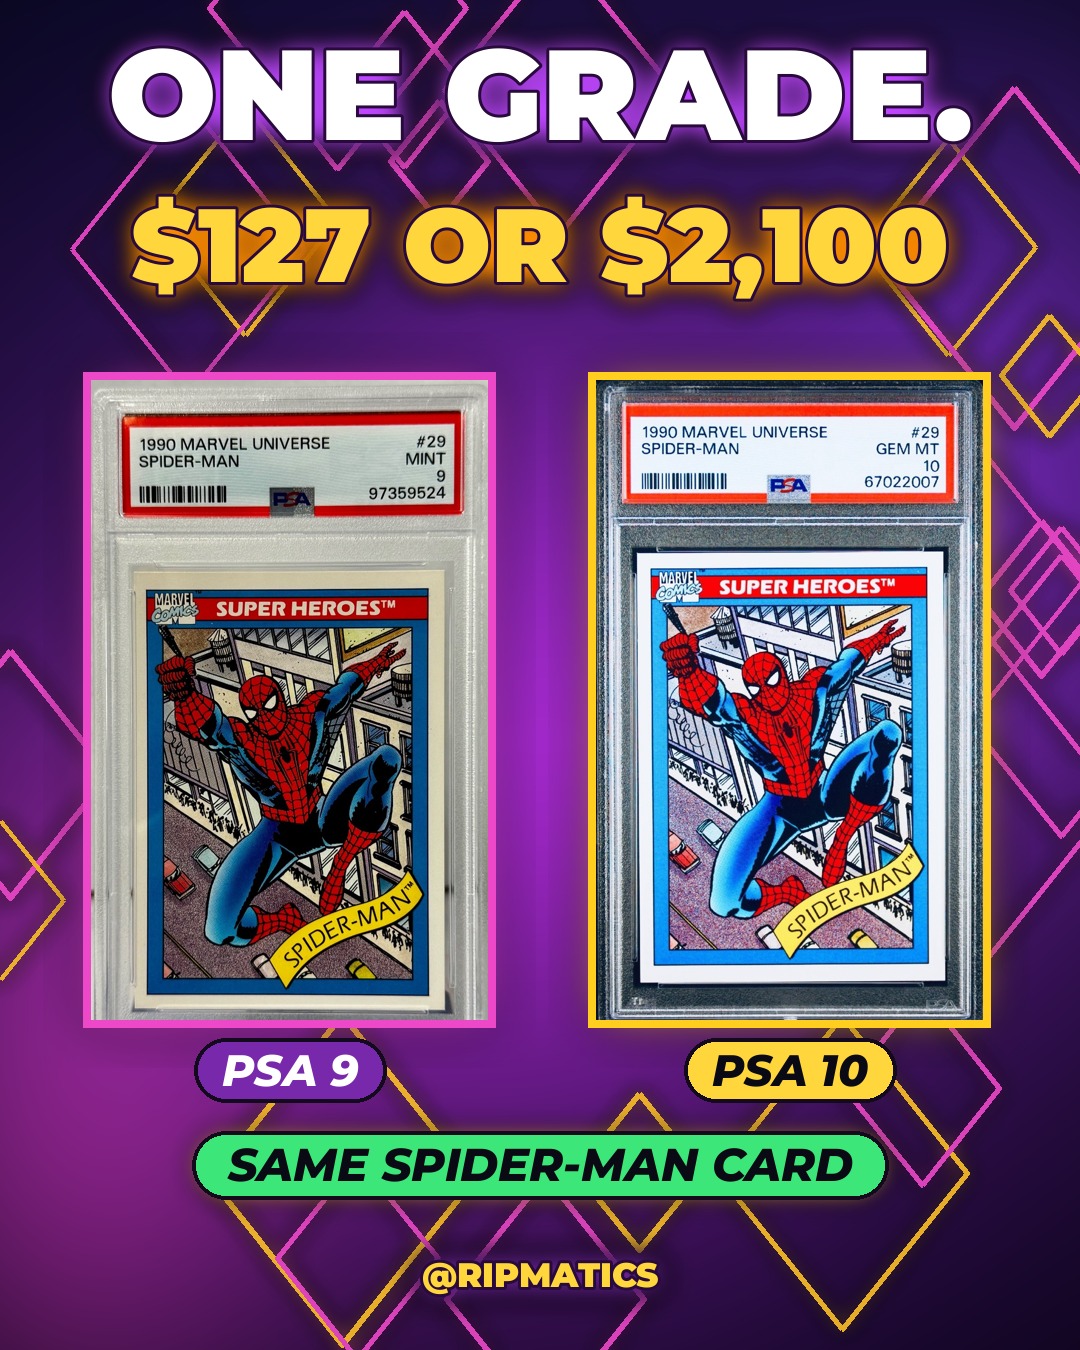 ONE GRADE.
$127 OR $2,100
1990 MARVEL UNIVERSE #29
SPIDER-MAN MINT
9
PSA 97359524
MARVEL COMICS SUPER HEROES™
SPIDER-MAN™
1990 MARVEL UNIVERSE #29
SPIDER-MAN GEM MT
10
PSA 67022007
MARVEL COMICS SUPER HEROES™
SPIDER-MAN™
PSA 9
PSA 10
SAME SPIDER-MAN CARD
@RIPMATICS